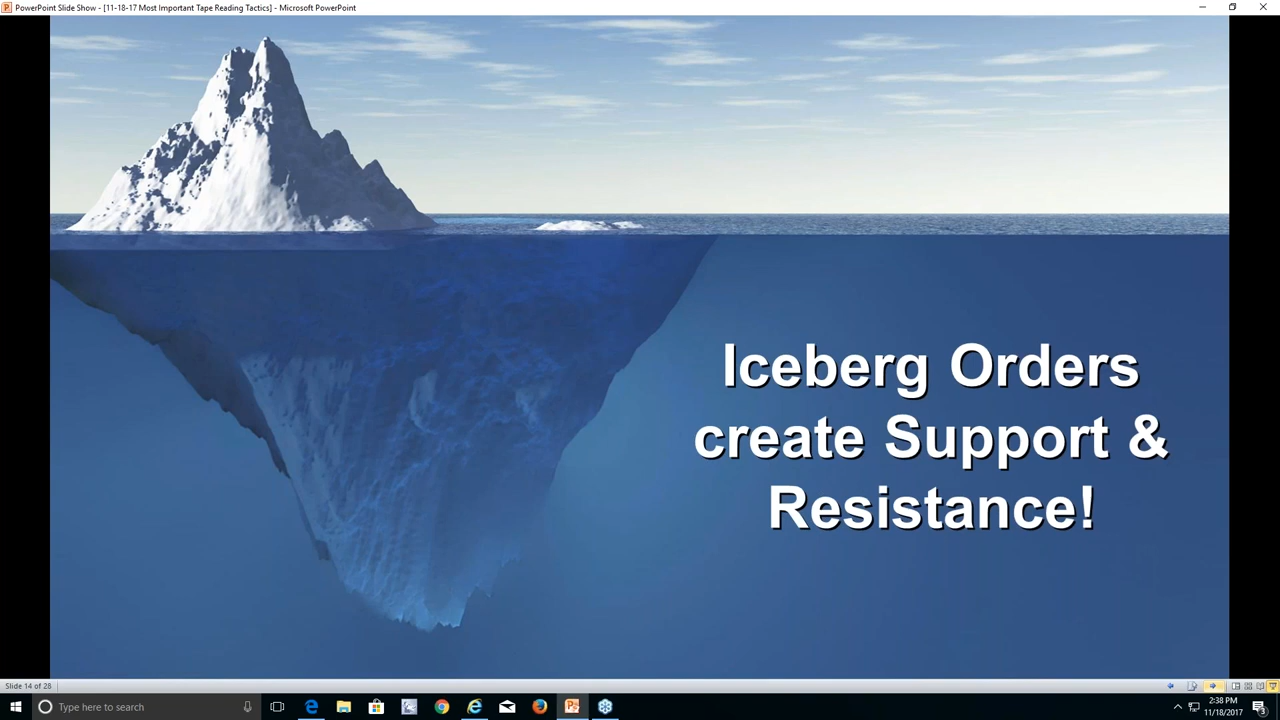 PowerPoint Slide Show - [11-18-17 Most Important Tape Reading Tactics] - Microsoft PowerPoint
Iceberg Orders
create Support &
Resistance!
Slide 14 of 28
Type here to search
2:38 PM
11/18/2017
3